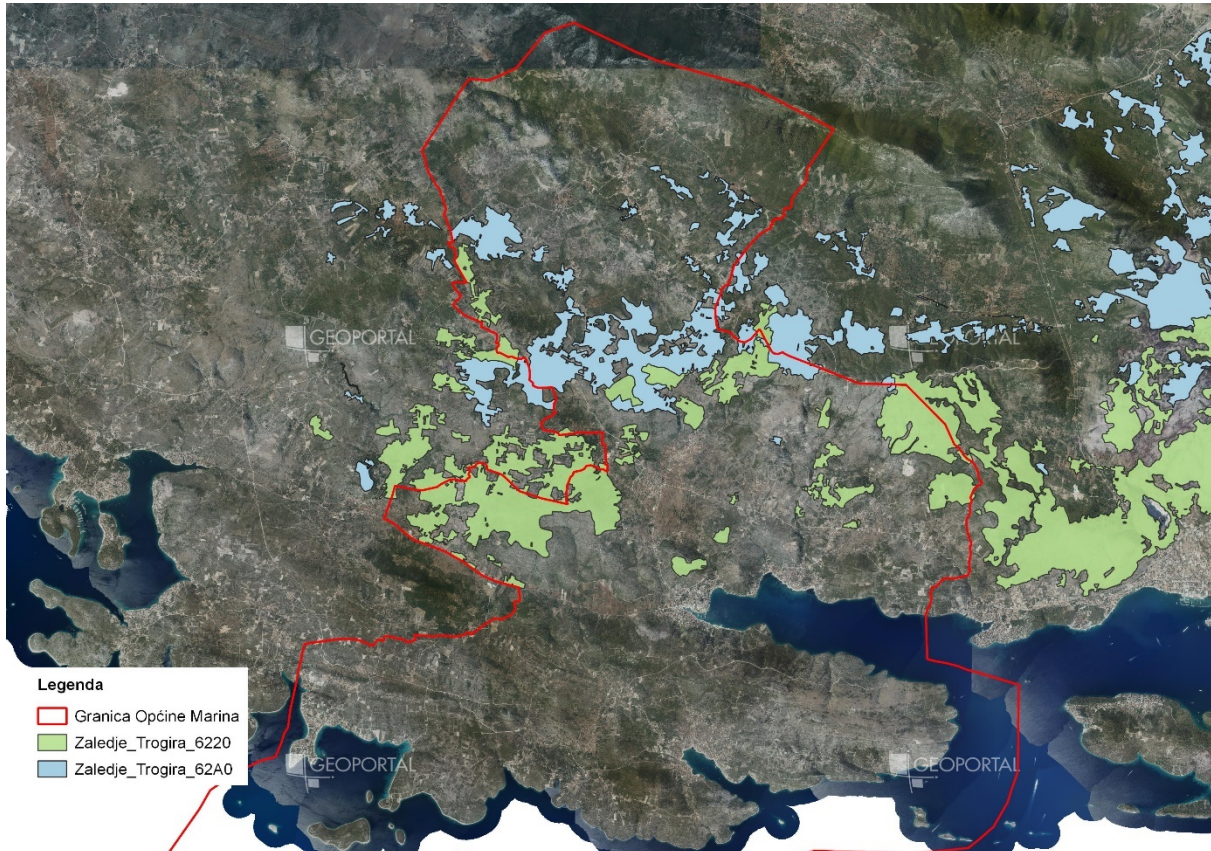 GEOPORTAL
GEOPORTAL
Legenda
Granica Općine Marina
Zaledje_Trogira_6220
Zaledje_Trogira_62A0
GEOPORTAL
GEOPORTAL